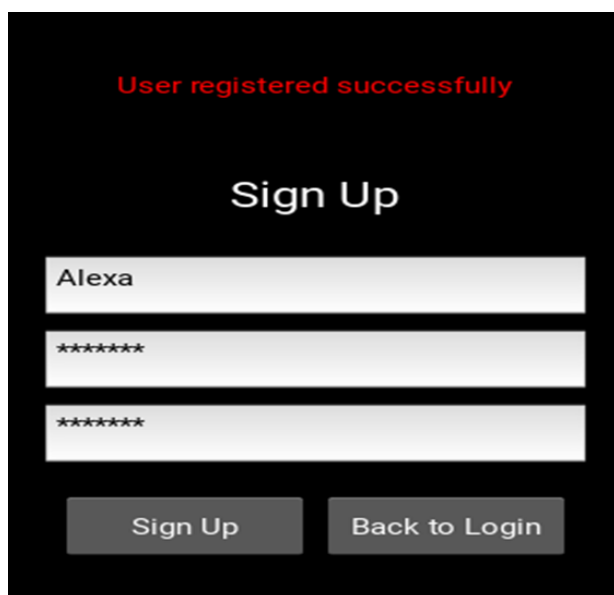 User registered successfully
Sign Up
Alexa
*******
*******
Sign Up Back to Login